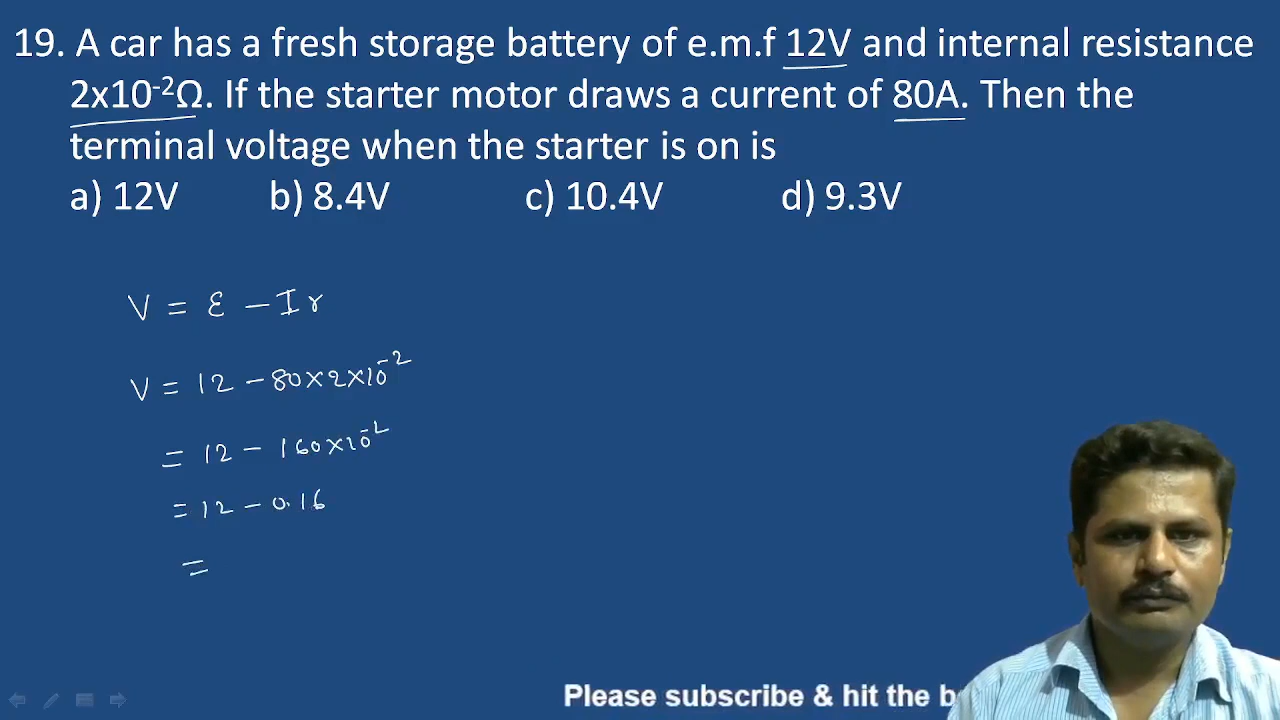 19. A car has a fresh storage battery of e.m.f 12V and internal resistance
2x10⁻²Ω. If the starter motor draws a current of 80A. Then the
terminal voltage when the starter is on is
a) 12V b) 8.4V c) 10.4V d) 9.3V
V = ε - Ir
V = 12 - 80×2×10⁻²
= 12 - 160×10⁻²
= 12 - 0.16
=
Please subscribe & hit the b